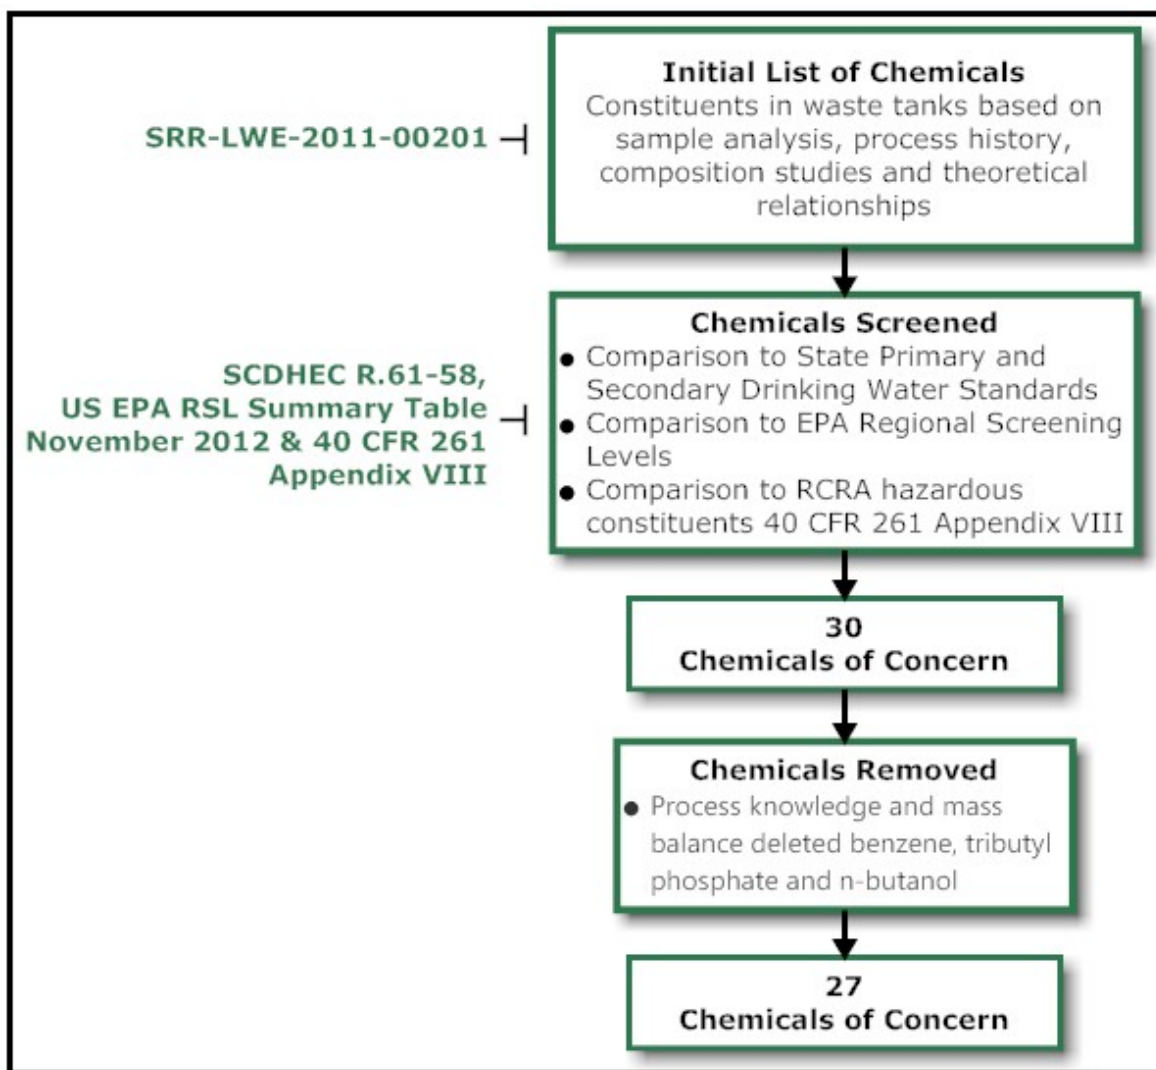 Initial List of Chemicals
Constituents in waste tanks based on
sample analysis, process history,
composition studies and theoretical
relationships
SRR-LWE-2011-00201
Chemicals Screened
● Comparison to State Primary and
Secondary Drinking Water Standards
● Comparison to EPA Regional Screening
Levels
● Comparison to RCRA hazardous
constituents 40 CFR 261 Appendix VIII
SCDHEC R.61-58,
US EPA RSL Summary Table
November 2012 & 40 CFR 261
Appendix VIII
30
Chemicals of Concern
Chemicals Removed
● Process knowledge and mass
balance deleted benzene, tributyl
phosphate and n-butanol
27
Chemicals of Concern